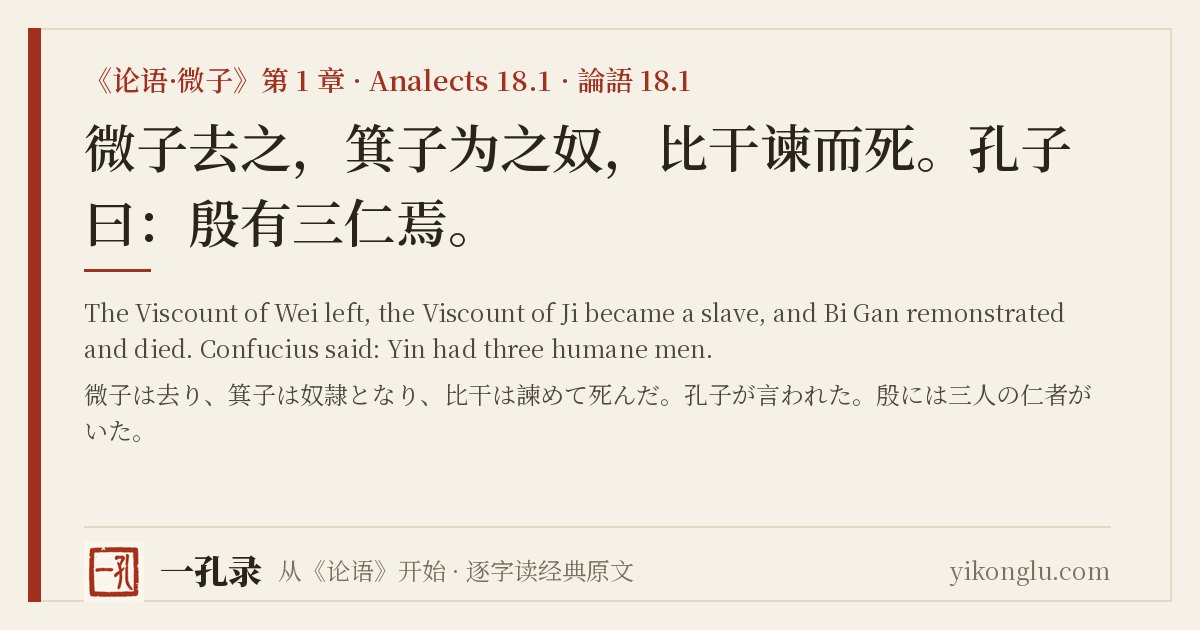 《论语·微子》第 1 章 · Analects 18.1 · 論語 18.1
微子去之，箕子为之奴，比干谏而死。孔子
曰：殷有三仁焉。
The Viscount of Wei left, the Viscount of Ji became a slave, and Bi Gan remonstrated
and died. Confucius said: Yin had three humane men.
微子は去り、箕子は奴隷となり、比干は諫めて死んだ。孔子が言われた。殷には三人の仁者が
いた。
一孔
一孔录 从《论语》开始 · 逐字读经典原文 yikonglu.com